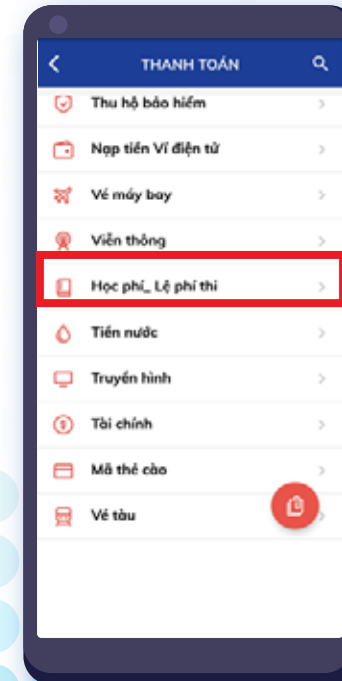 THANH TOÁN
Thu hộ bảo hiểm
Nạp tiền Ví điện tử
Vé máy bay
Viễn thông
Học phí_ Lệ phí thi
Tiền nước
Truyền hình
Tài chính
Mã thẻ cào
Vé tàu